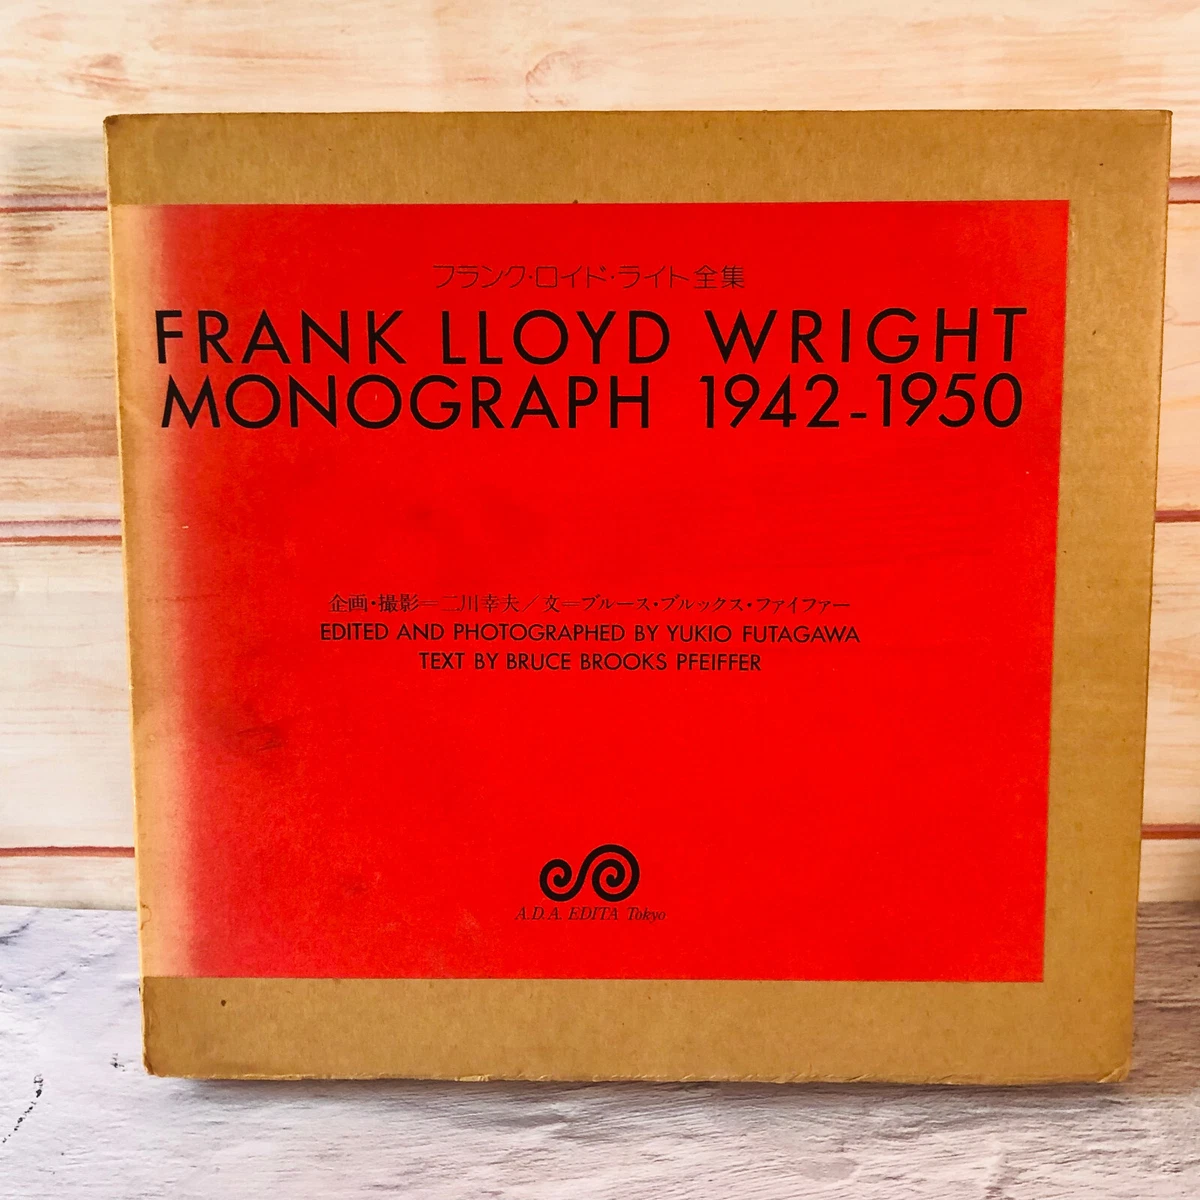 フランク・ロイド・ライト全集
FRANK LLOYD WRIGHT
MONOGRAPH 1942-1950
企画・撮影=二川幸夫/文=ブルース・ブルックス・ファイファー
EDITED AND PHOTOGRAPHED BY YUKIO FUTAGAWA
TEXT BY BRUCE BROOKS PFEIFFER
A.D.A. EDITA Tokyo